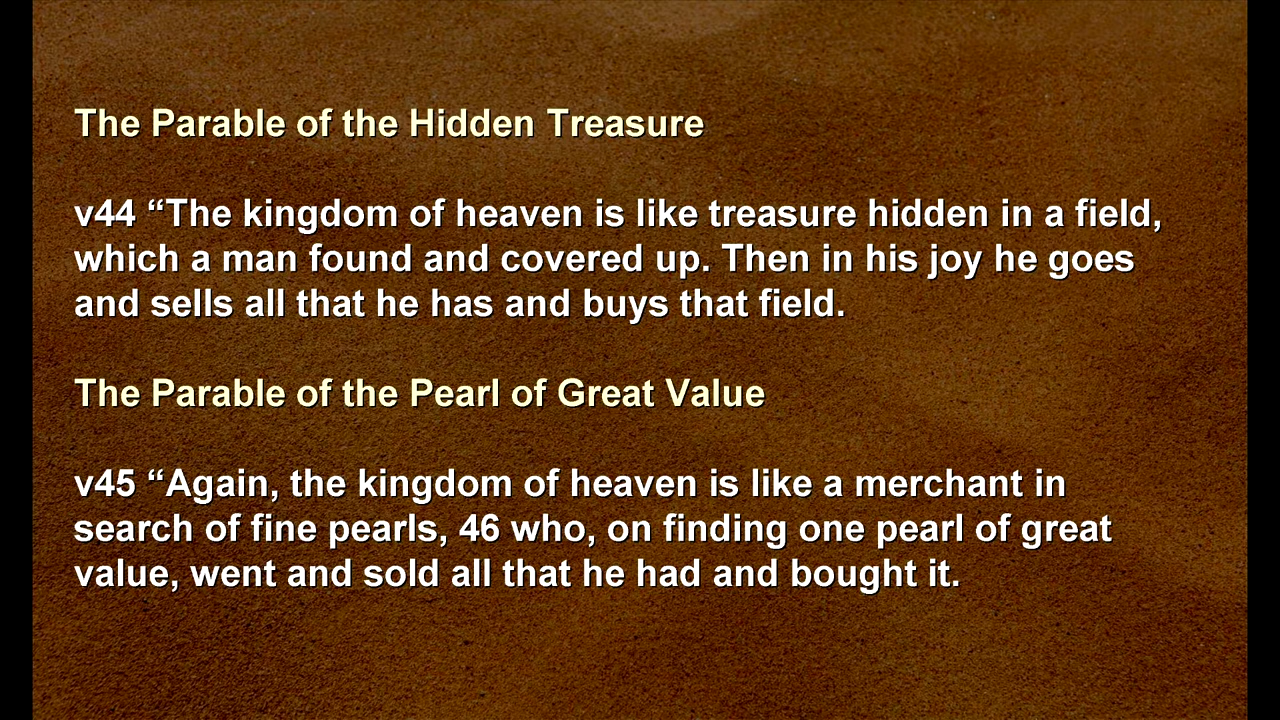 The Parable of the Hidden Treasure
v44 “The kingdom of heaven is like treasure hidden in a field,
which a man found and covered up. Then in his joy he goes
and sells all that he has and buys that field.
The Parable of the Pearl of Great Value
v45 “Again, the kingdom of heaven is like a merchant in
search of fine pearls, 46 who, on finding one pearl of great
value, went and sold all that he had and bought it.